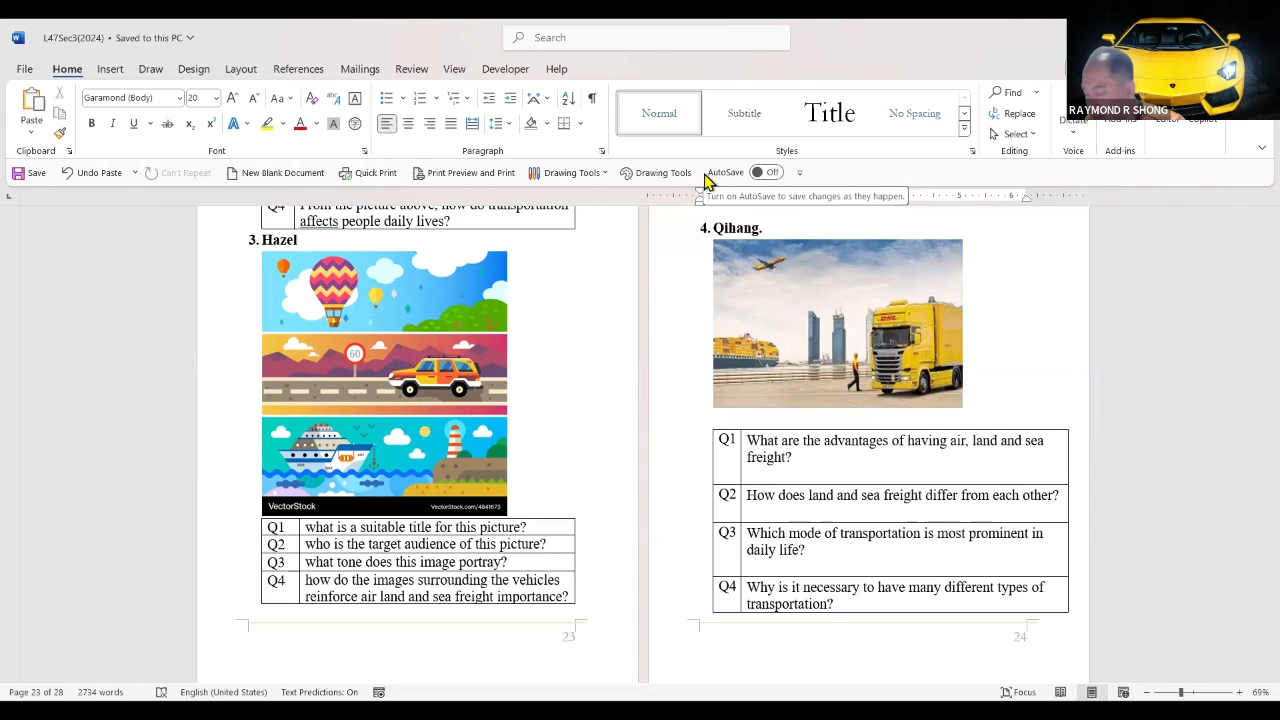 L47Sec3(2024) • Saved to this PC
Search
RAYMOND R SHONG
File Home Insert Draw Design Layout References Mailings Review View Developer Help
Paste
Garamond (Body) 20
Normal Subtitle Title No Spacing
Find
Replace
Select
Clipboard Font Paragraph Styles Editing Voice Add-ins
Save Undo Paste Can't Repeat New Blank Document Quick Print Print Preview and Print Drawing Tools Drawing Tools AutoSave Off
Turn on AutoSave to save changes as they happen.
5 6
affects people daily lives?
3. Hazel
60
VectorStock VectorStock.com/4841673
Q1 what is a suitable title for this picture?
Q2 who is the target audience of this picture?
Q3 what tone does this image portray?
Q4 how do the images surrounding the vehicles
reinforce air land and sea freight importance?
23
4. Qihang.
DHL
Q1 What are the advantages of having air, land and sea
freight?
Q2 How does land and sea freight differ from each other?
Q3 Which mode of transportation is most prominent in
daily life?
Q4 Why is it necessary to have many different types of
transportation?
24
Page 23 of 28 2734 words English (United States) Text Predictions: On Focus 69%